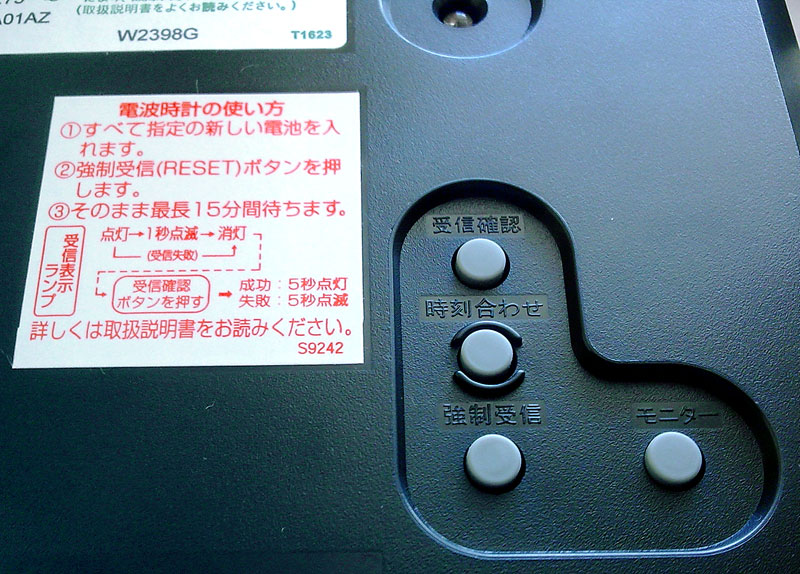 01AZ
(取扱説明書をよくお読みください。)
W2398G
T1623
電波時計の使い方
①すべて指定の新しい電池を入
れます。
②強制受信(RESET)ボタンを押
します。
③そのまま最長15分間待ちます。
受信表示
ランプ
点灯→1秒点滅→消灯
(受信失敗)
受信確認
ボタンを押す
➡
成功:5秒点灯
失敗:5秒点滅
詳しくは取扱説明書をお読みください。
S9242
受信確認
時刻合わせ
強制受信
モニター